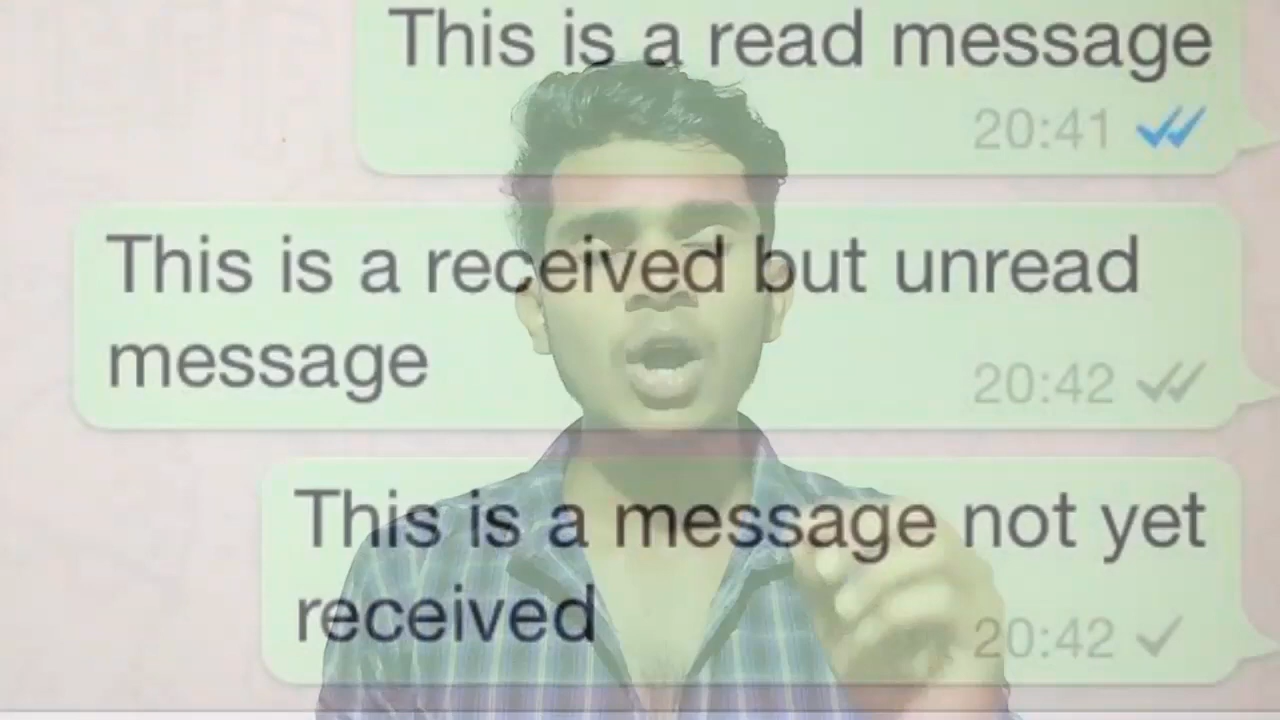 This is a read message
20:41
This is a received but unread
message
20:42
This is a message not yet
received
20:42